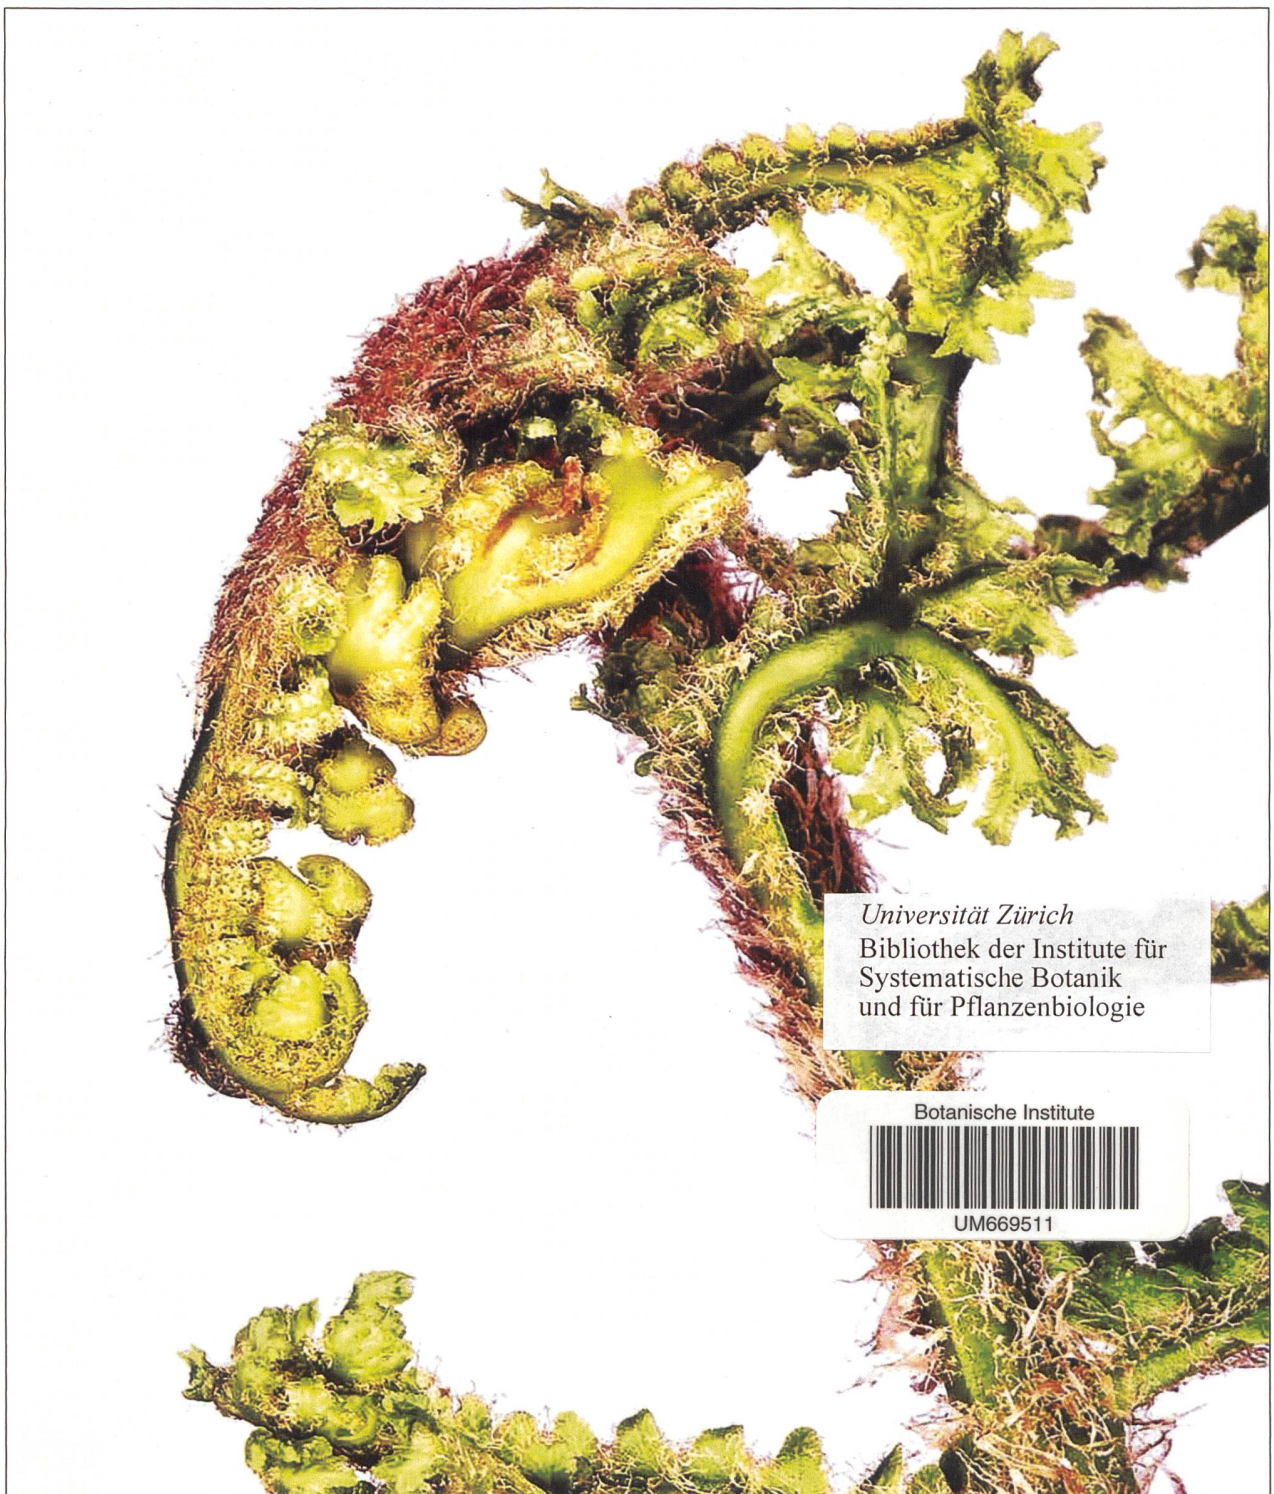 Universität Zürich
Bibliothek der Institute für
Systematische Botanik
und für Pflanzenbiologie
Botanische Institute
UM669511